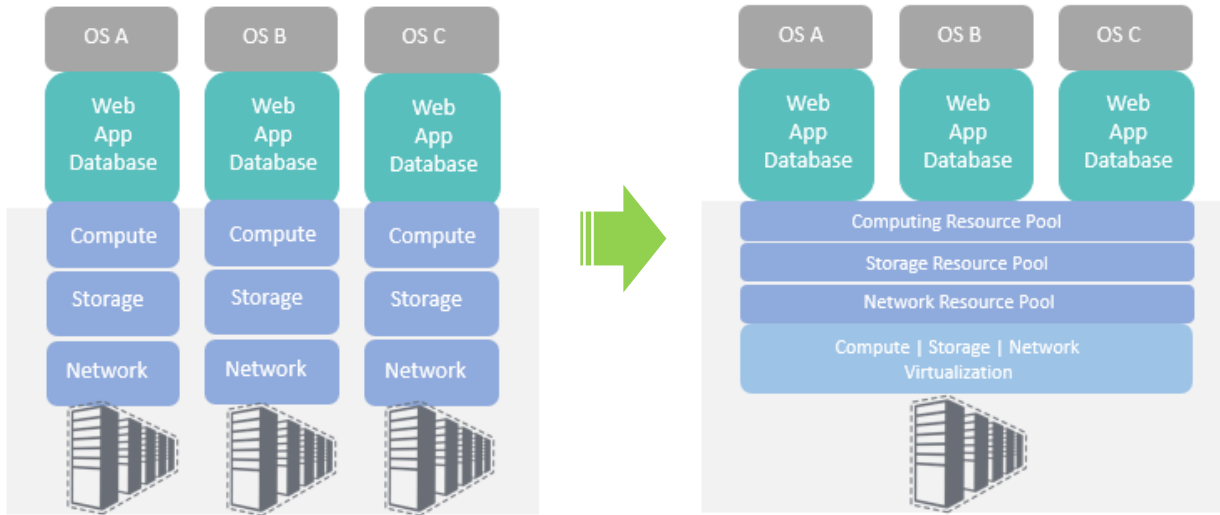 OS A
OS B
OS C
Web
App
Database
Web
App
Database
Web
App
Database
Compute
Compute
Compute
Storage
Storage
Storage
Network
Network
Network
OS A
OS B
OS C
Web
App
Database
Web
App
Database
Web
App
Database
Computing Resource Pool
Storage Resource Pool
Network Resource Pool
Compute | Storage | Network
Virtualization